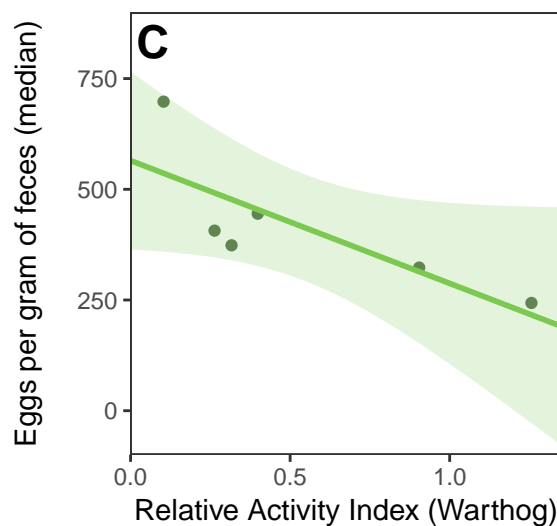 C
Eggs per gram of feces (median)
750
500
250
0
0.0 0.5 1.0
Relative Activity Index (Warthog)